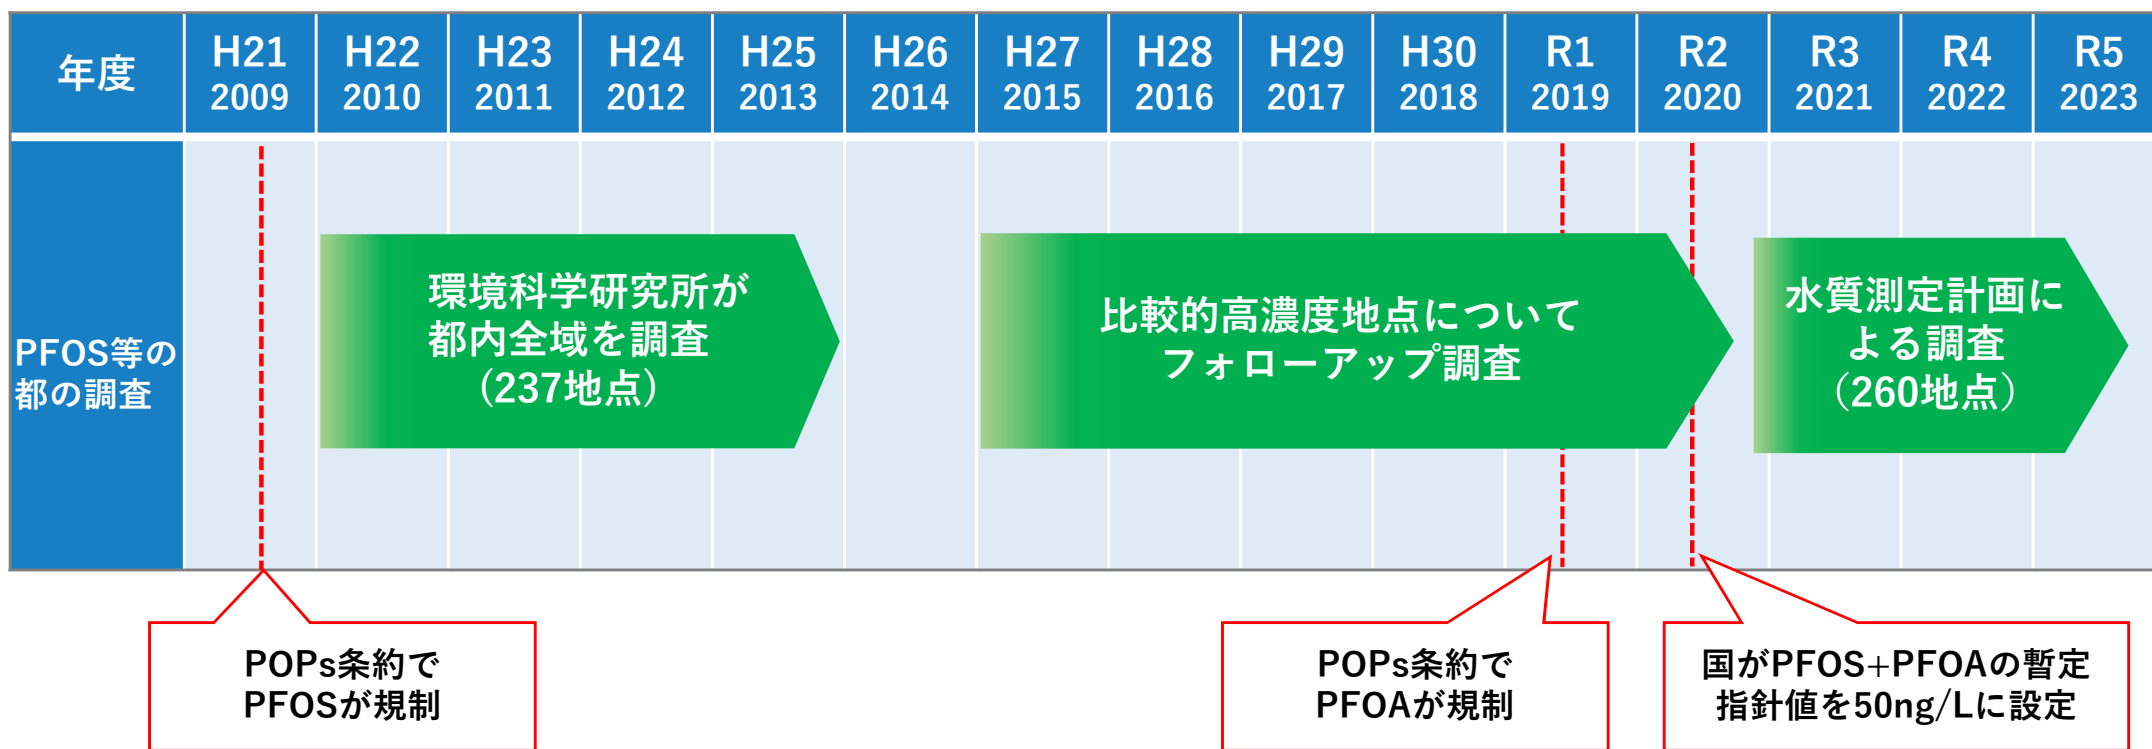 年度
H21
2009
H22
2010
H23
2011
H24
2012
H25
2013
H26
2014
H27
2015
H28
2016
H29
2017
H30
2018
R1
2019
R2
2020
R3
2021
R4
2022
R5
2023
PFOS等の
都の調査
環境科学研究所が
都内全域を調査
(237地点)
比較的高濃度地点について
フォローアップ調査
水質測定計画に
よる調査
(260地点)
POPs条約で
PFOSが規制
POPs条約で
PFOAが規制
国がPFOS+PFOAの暫定
指針値を50ng/Lに設定